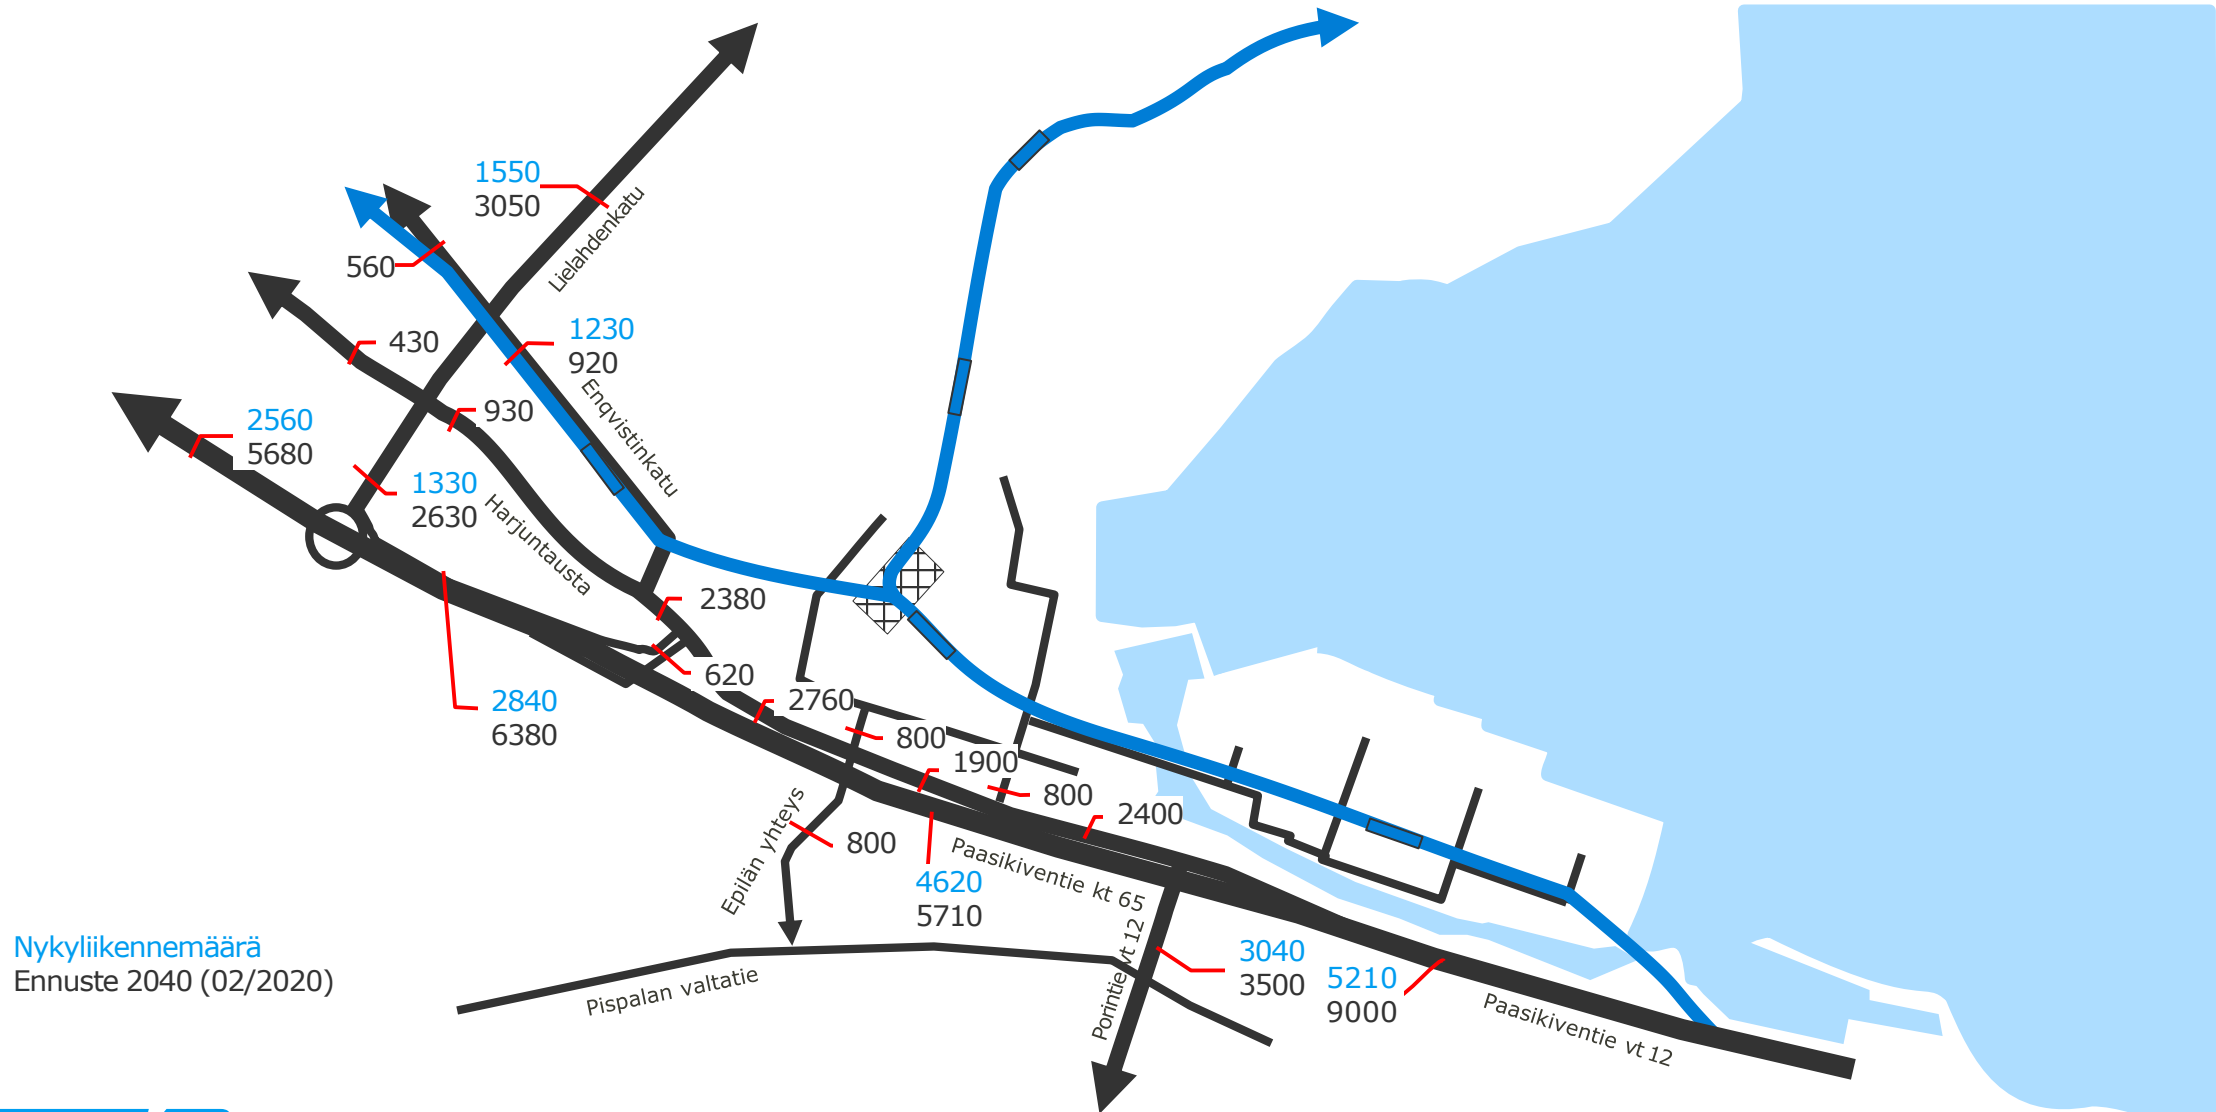 1550
3050
Lielahdenkatu
560
1230
920
430
Enqvistinkatu
930
2560
5680
1330
2630
Harjuntausta
2380
620
2840
6380
2760
800
1900
800
2400
Epilän yhteys
800
Paasikiventie kt 65
4620
5710
Porintie vt 12
3040
3500
5210
9000
Nykyliikennemäärä
Ennuste 2040 (02/2020)
Pispalan valtatie
Paasikiventie vt 12